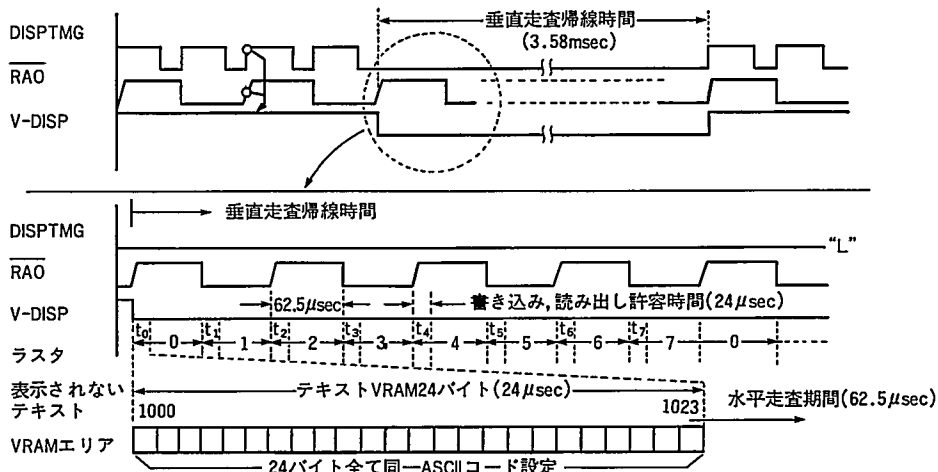 垂直走査帰線時間
(3.58msec)
DISPTMG
RAO
V-DISP
垂直走査帰線時間
DISPTMG
"L"
RAO
62.5μsec
書き込み,読み出し許容時間(24μsec)
V-DISP
t0 t1 t2 t3 t4 t5 t6 t7
ラスタ 0 1 2 3 4 5 6 7 0
表示されない
テキスト
テキストVRAM24バイト(24μsec)
1000 1023
水平走査期間(62.5μsec)
VRAMエリア
24バイト全て同一ASCIIコード設定